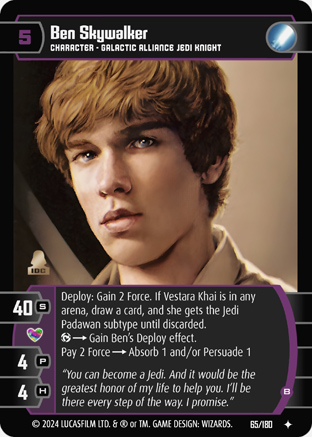 5 Ben Skywalker
CHARACTER - GALACTIC ALLIANCE JEDI KNIGHT
IDC
40 S
4 P
4 H
Deploy: Gain 2 Force. If Vestara Khai is in any
arena, draw a card, and she gets the Jedi
Padawan subtype until discarded.
→ Gain Ben's Deploy effect.
Pay 2 Force → Absorb 1 and/or Persuade 1
"You can become a Jedi. And it would be the
greatest honor of my life to help you. I'll be
there every step of the way. I promise."
B
© 2024 LUCASFILM LTD. & ® or TM. GAME DESIGN: WIZARDS. 65/180